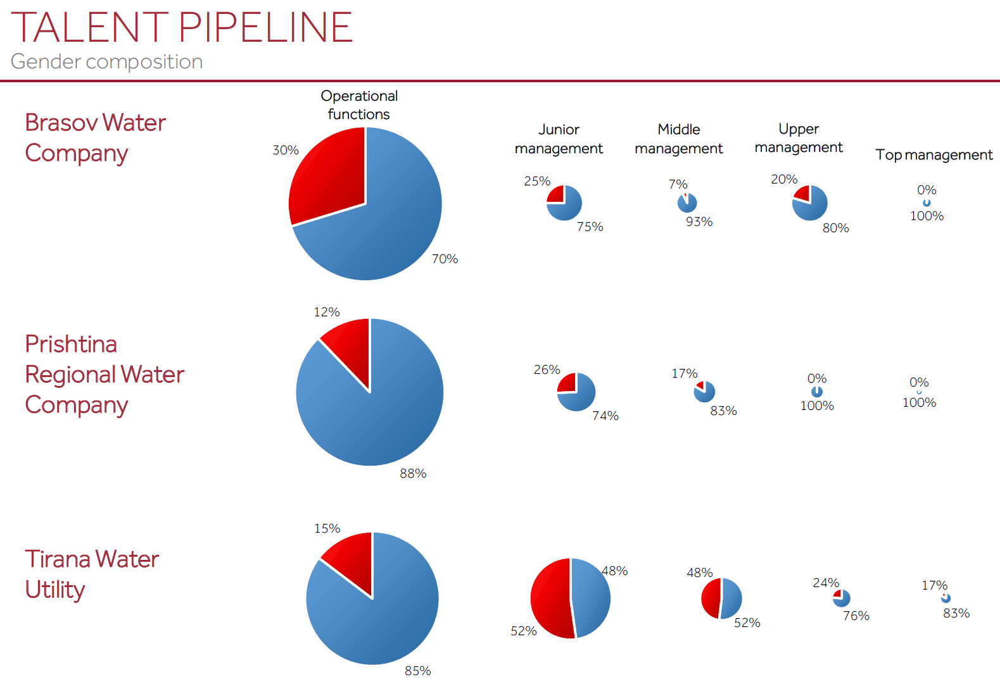 TALENT PIPELINE
Gender composition
Brasov Water
Company
Operational
functions
Junior
management
Middle
management
Upper
management
Top management
30%
70%
25%
75%
7%
93%
20%
80%
0%
100%
Prishtina
Regional Water
Company
12%
88%
26%
74%
17%
83%
0%
100%
0%
100%
Tirana Water
Utility
15%
85%
48%
52%
48%
52%
24%
76%
17%
83%